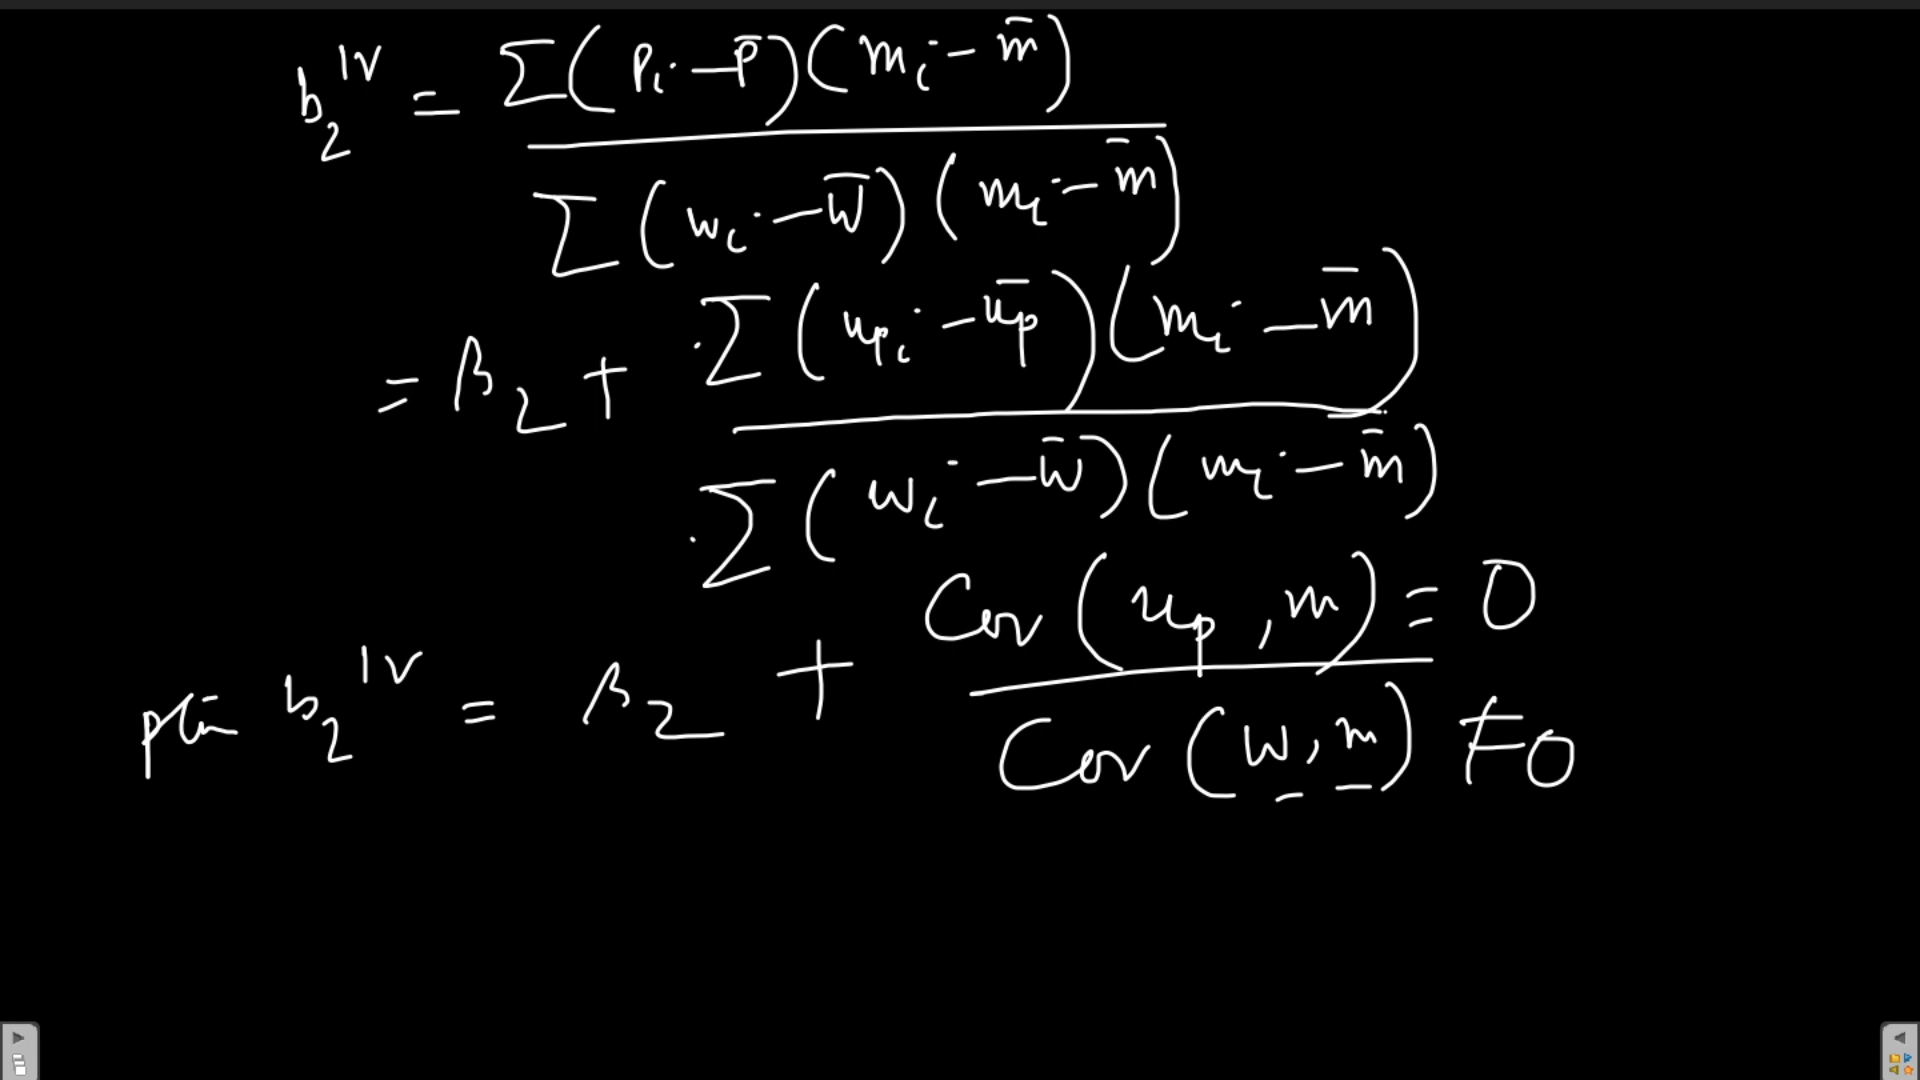 b₂^IV = Σ(pᵢ - p̄)(mᵢ - m̄)
Σ(wᵢ - w̄)(mᵢ - m̄)
= β₂ + Σ(u_pᵢ - ū_p)(mᵢ - m̄)
Σ(wᵢ - w̄)(mᵢ - m̄)
plim b₂^IV = β₂ + Cov(u_p, m) = 0
Cov(w, m) ≠ 0